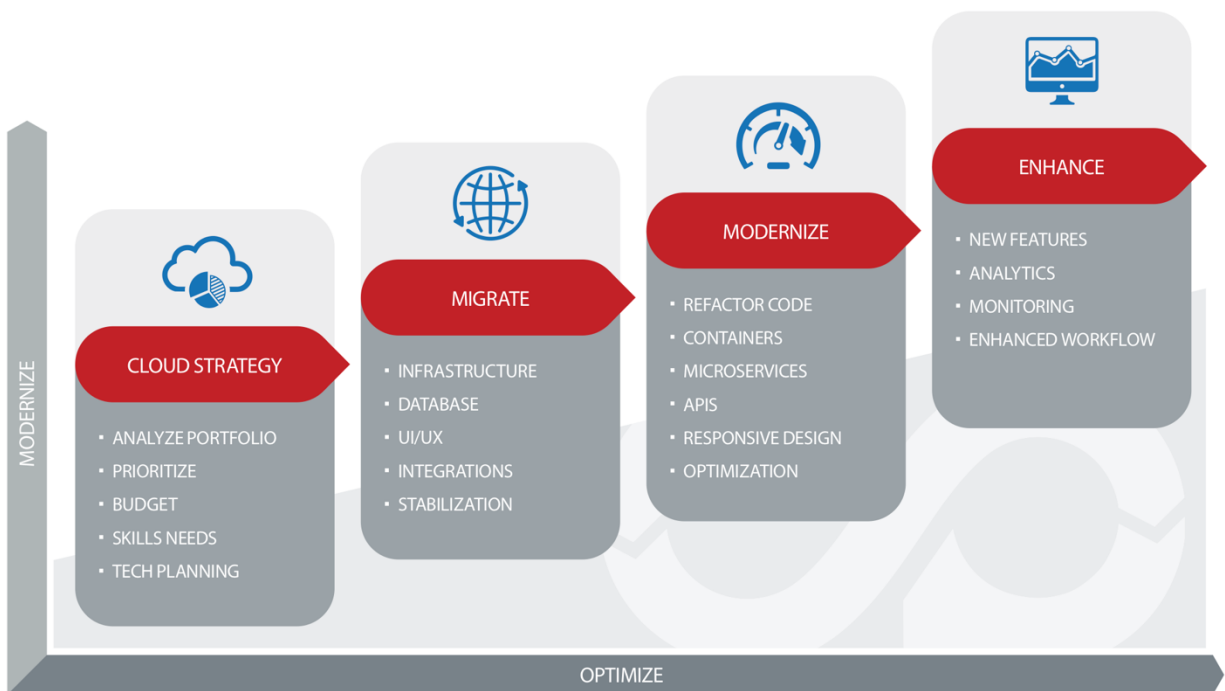 MODERNIZE
CLOUD STRATEGY
▪ ANALYZE PORTFOLIO
▪ PRIORITIZE
▪ BUDGET
▪ SKILLS NEEDS
▪ TECH PLANNING
MIGRATE
▪ INFRASTRUCTURE
▪ DATABASE
▪ UI/UX
▪ INTEGRATIONS
▪ STABILIZATION
MODERNIZE
▪ REFACTOR CODE
▪ CONTAINERS
▪ MICROSERVICES
▪ APIS
▪ RESPONSIVE DESIGN
▪ OPTIMIZATION
ENHANCE
▪ NEW FEATURES
▪ ANALYTICS
▪ MONITORING
▪ ENHANCED WORKFLOW
OPTIMIZE